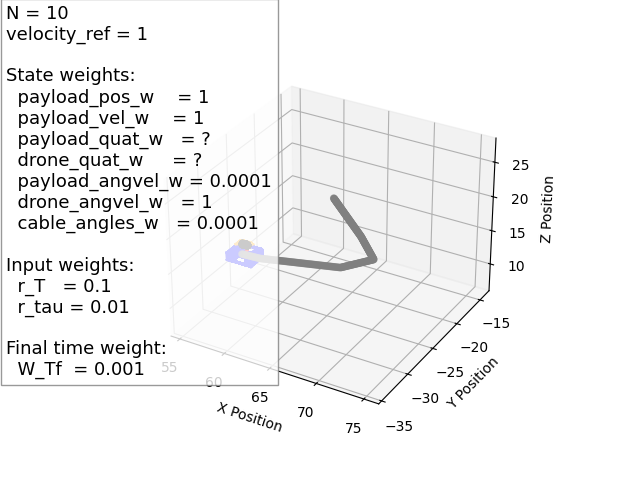 N = 10
velocity_ref = 1
State weights:
payload_pos_w = 1
payload_vel_w = 1
payload_quat_w = ?
drone_quat_w = ?
payload_angvel_w = 0.0001
drone_angvel_w = 1
cable_angles_w = 0.0001
Input weights:
r_T = 0.1
r_tau = 0.01
Final time weight:
W_Tf = 0.001
55
60
65
70
75
X Position
−35
−30
−25
−20
−15
Y Position
10
15
20
25
Z Position